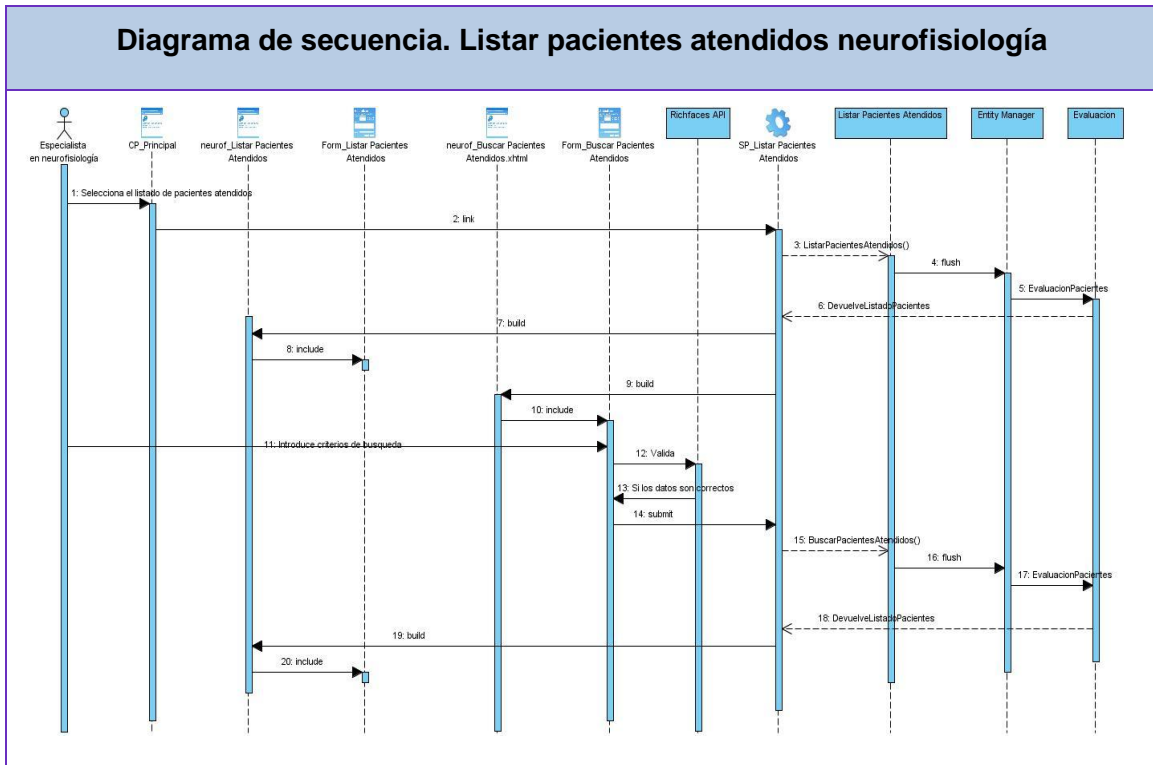 Diagrama de secuencia. Listar pacientes atendidos neurofisiología
Especialista
en neurofisiología
CP_Principal
neurof_Listar Pacientes
Atendidos
Form_Listar Pacientes
Atendidos
neurof_Buscar Pacientes
Atendidos.xhtml
Form_Buscar Pacientes
Atendidos
Richfaces API
SP_Listar Pacientes
Atendidos
Listar Pacientes Atendidos
Entity Manager
Evaluacion
1: Selecciona el listado de pacientes atendidos
2: link
3: ListarPacientesAtendidos()
4: flush
5: EvaluacionPacientes
6: DevuelveListadoPacientes
7: build
8: include
9: build
10: include
11: Introduce criterios de busqueda
12: Valida
13: Si los datos son correctos
14: submit
15: BuscarPacientesAtendidos()
16: flush
17: EvaluacionPacientes
18: DevuelveListadoPacientes
19: build
20: include